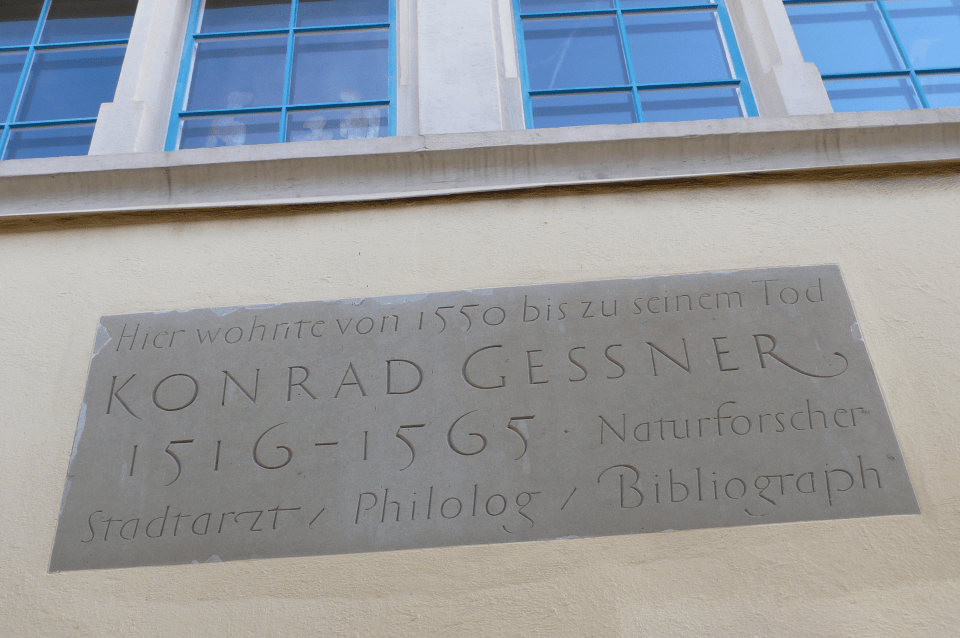 Hier wohnte von 1550 bis zu seinem Tod
KONRAD GESSNER
1516-1565 · Naturforscher
Stadtarzt / Philolog / Bibliograph